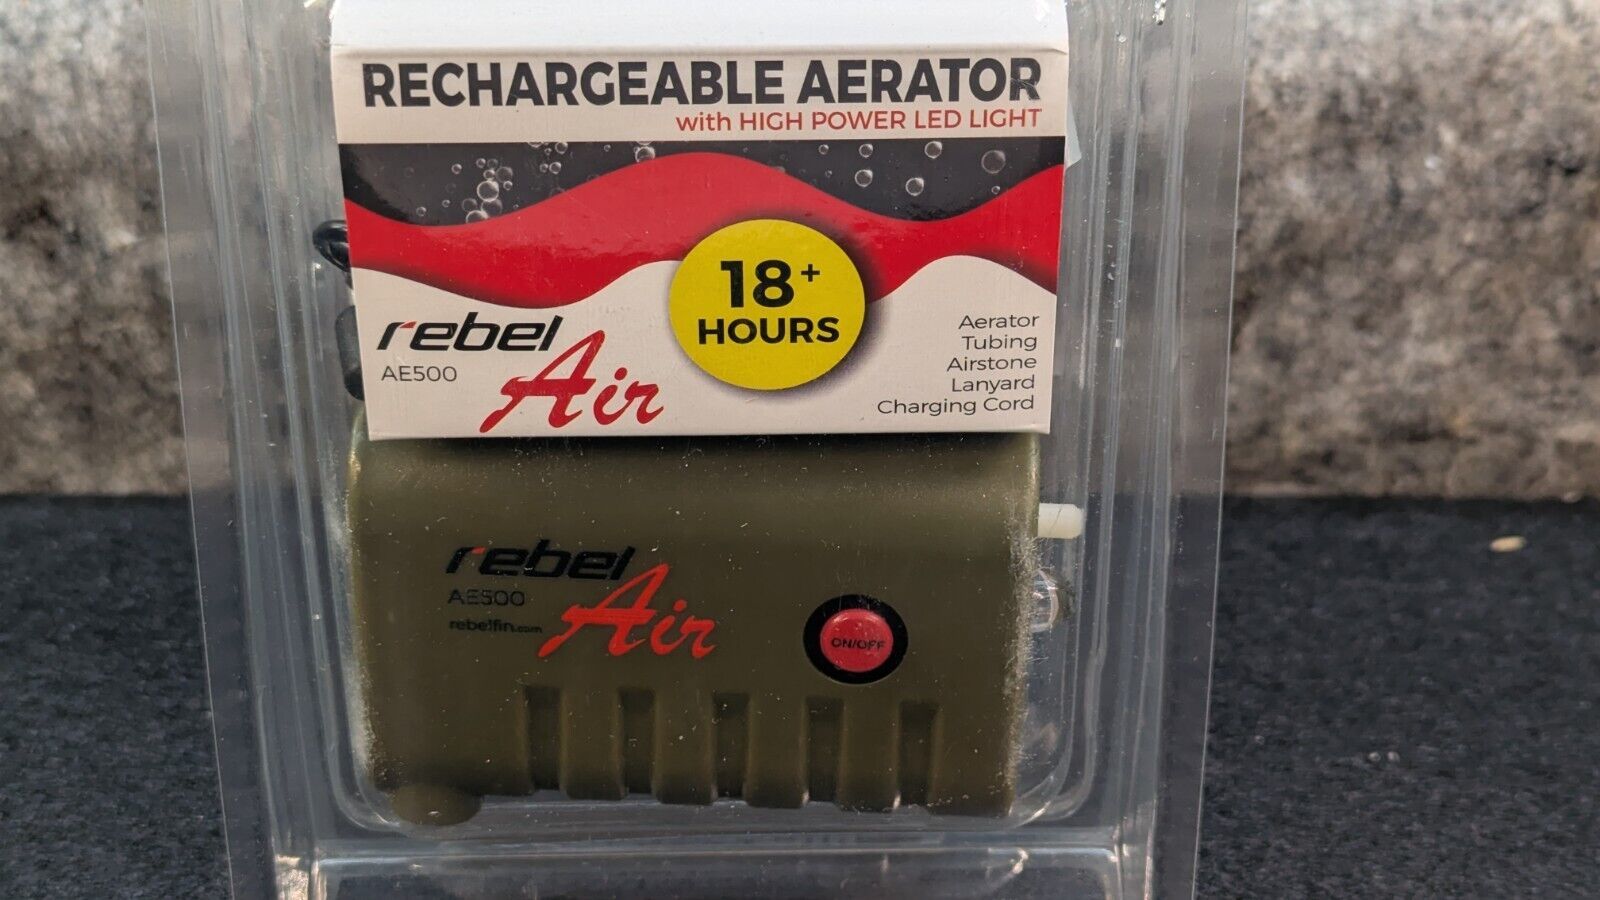 RECHARGEABLE AERATOR
with HIGH POWER LED LIGHT
18+
HOURS
rebel
Air
AE500
Aerator
Tubing
Airstone
Lanyard
Charging Cord
rebel
Air
AE500
rebelfin.com
ON/OFF